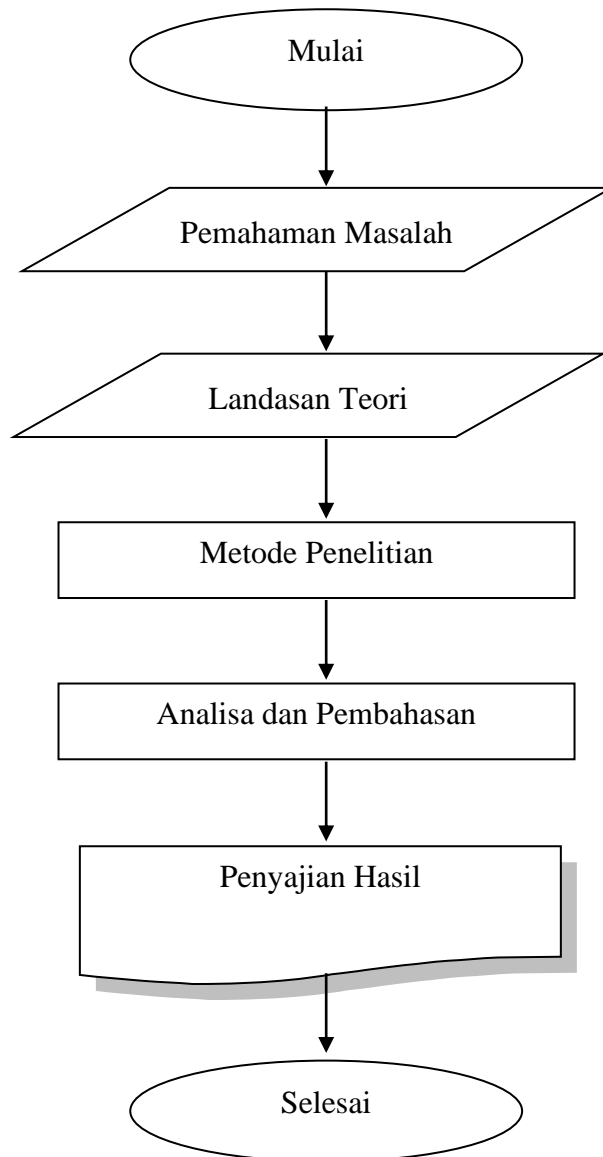 Mulai
Pemahaman Masalah
Landasan Teori
Metode Penelitian
Analisa dan Pembahasan
Penyajian Hasil
Selesai